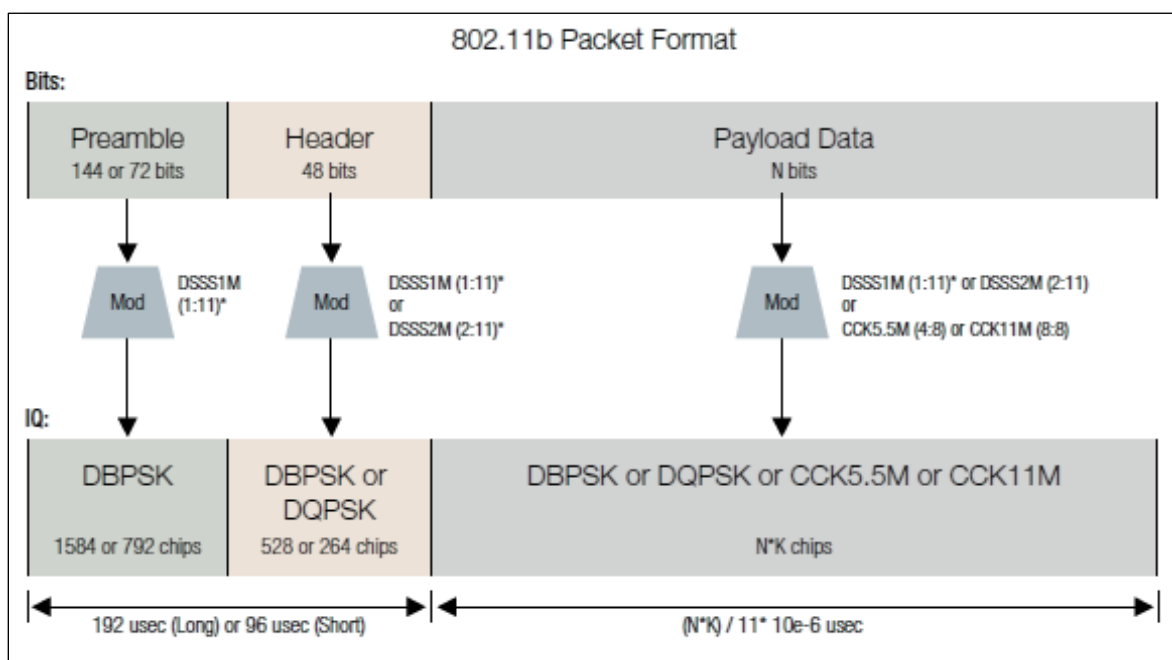 802.11b Packet Format
Bits:
Preamble
144 or 72 bits
Header
48 bits
Payload Data
N bits
Mod
DSSS1M
(1:11)*
Mod
DSSS1M (1:11)*
or
DSSS2M (2:11)*
Mod
DSSS1M (1:11)* or DSSS2M (2:11)
or
CCK5.5M (4:8) or CCK11M (8:8)
IQ:
DBPSK
1584 or 792 chips
DBPSK or
DQPSK
528 or 264 chips
DBPSK or DQPSK or CCK5.5M or CCK11M
N*K chips
192 usec (Long) or 96 usec (Short)
(N*K) / 11* 10e-6 usec